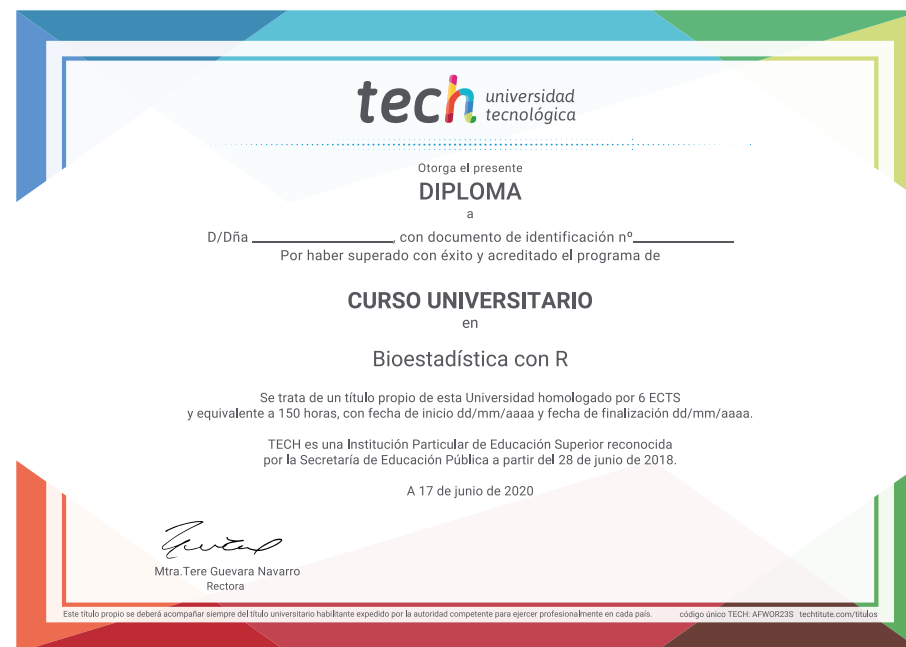 tech universidad
tecnológica
Otorga el presente
DIPLOMA
a
D/Dña ____________________, con documento de identificación nº______________
Por haber superado con éxito y acreditado el programa de
CURSO UNIVERSITARIO
en
Bioestadística con R
Se trata de un título propio de esta Universidad homologado por 6 ECTS
y equivalente a 150 horas, con fecha de inicio dd/mm/aaaa y fecha de finalización dd/mm/aaaa.
TECH es una Institución Particular de Educación Superior reconocida
por la Secretaría de Educación Pública a partir del 28 de junio de 2018.
A 17 de junio de 2020
Mtra.Tere Guevara Navarro
Rectora
Este título propio se deberá acompañar siempre del título universitario habilitante expedido por la autoridad competente para ejercer profesionalmente en cada país. código único TECH: AFWOR23S techtitute.com/titulos